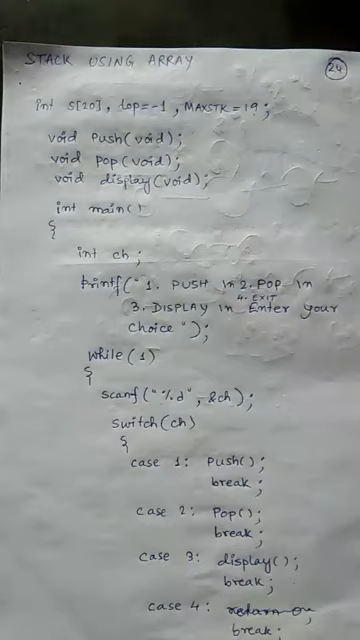 STACK USING ARRAY
24
int S[20], top=-1, MAXSTK=19;
void Push(void);
void Pop(void);
void display(void);
int main()
{
int ch;
printf("1. PUSH \n 2. POP \n
3. DISPLAY \n 4. EXIT Enter your
choice");
while(1)
{
scanf("%d", &ch);
switch(ch)
{
case 1: Push();
break;
case 2: Pop();
break;
case 3: display();
break;
case 4:
break;